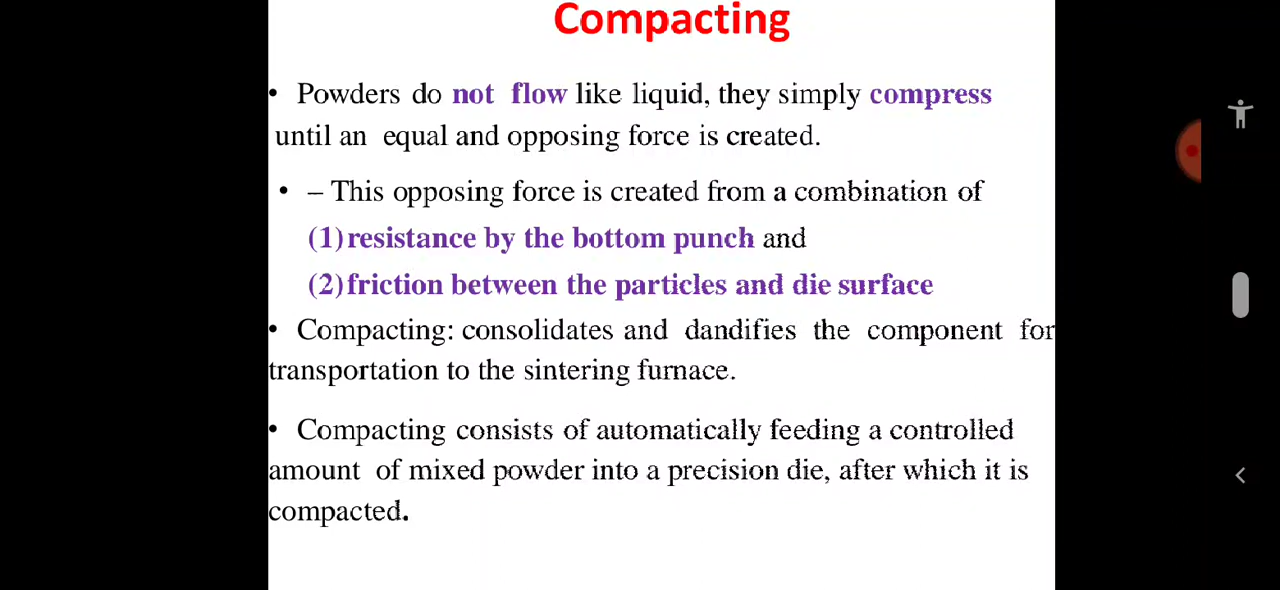 Compacting
• Powders do not flow like liquid, they simply compress
until an equal and opposing force is created.
• – This opposing force is created from a combination of
(1)resistance by the bottom punch and
(2)friction between the particles and die surface
• Compacting: consolidates and dandifies the component for
transportation to the sintering furnace.
• Compacting consists of automatically feeding a controlled
amount of mixed powder into a precision die, after which it is
compacted.